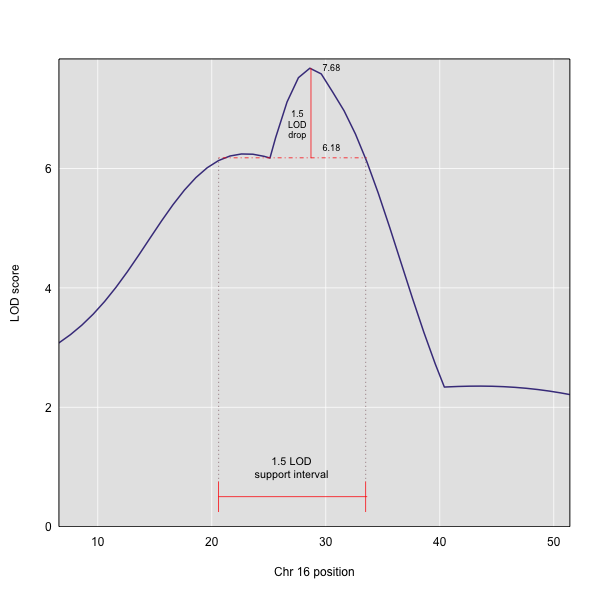 7.68
1.5
LOD
drop
6.18
6
4
2
0
LOD score
1.5 LOD
support interval
10 20 30 40 50
Chr 16 position